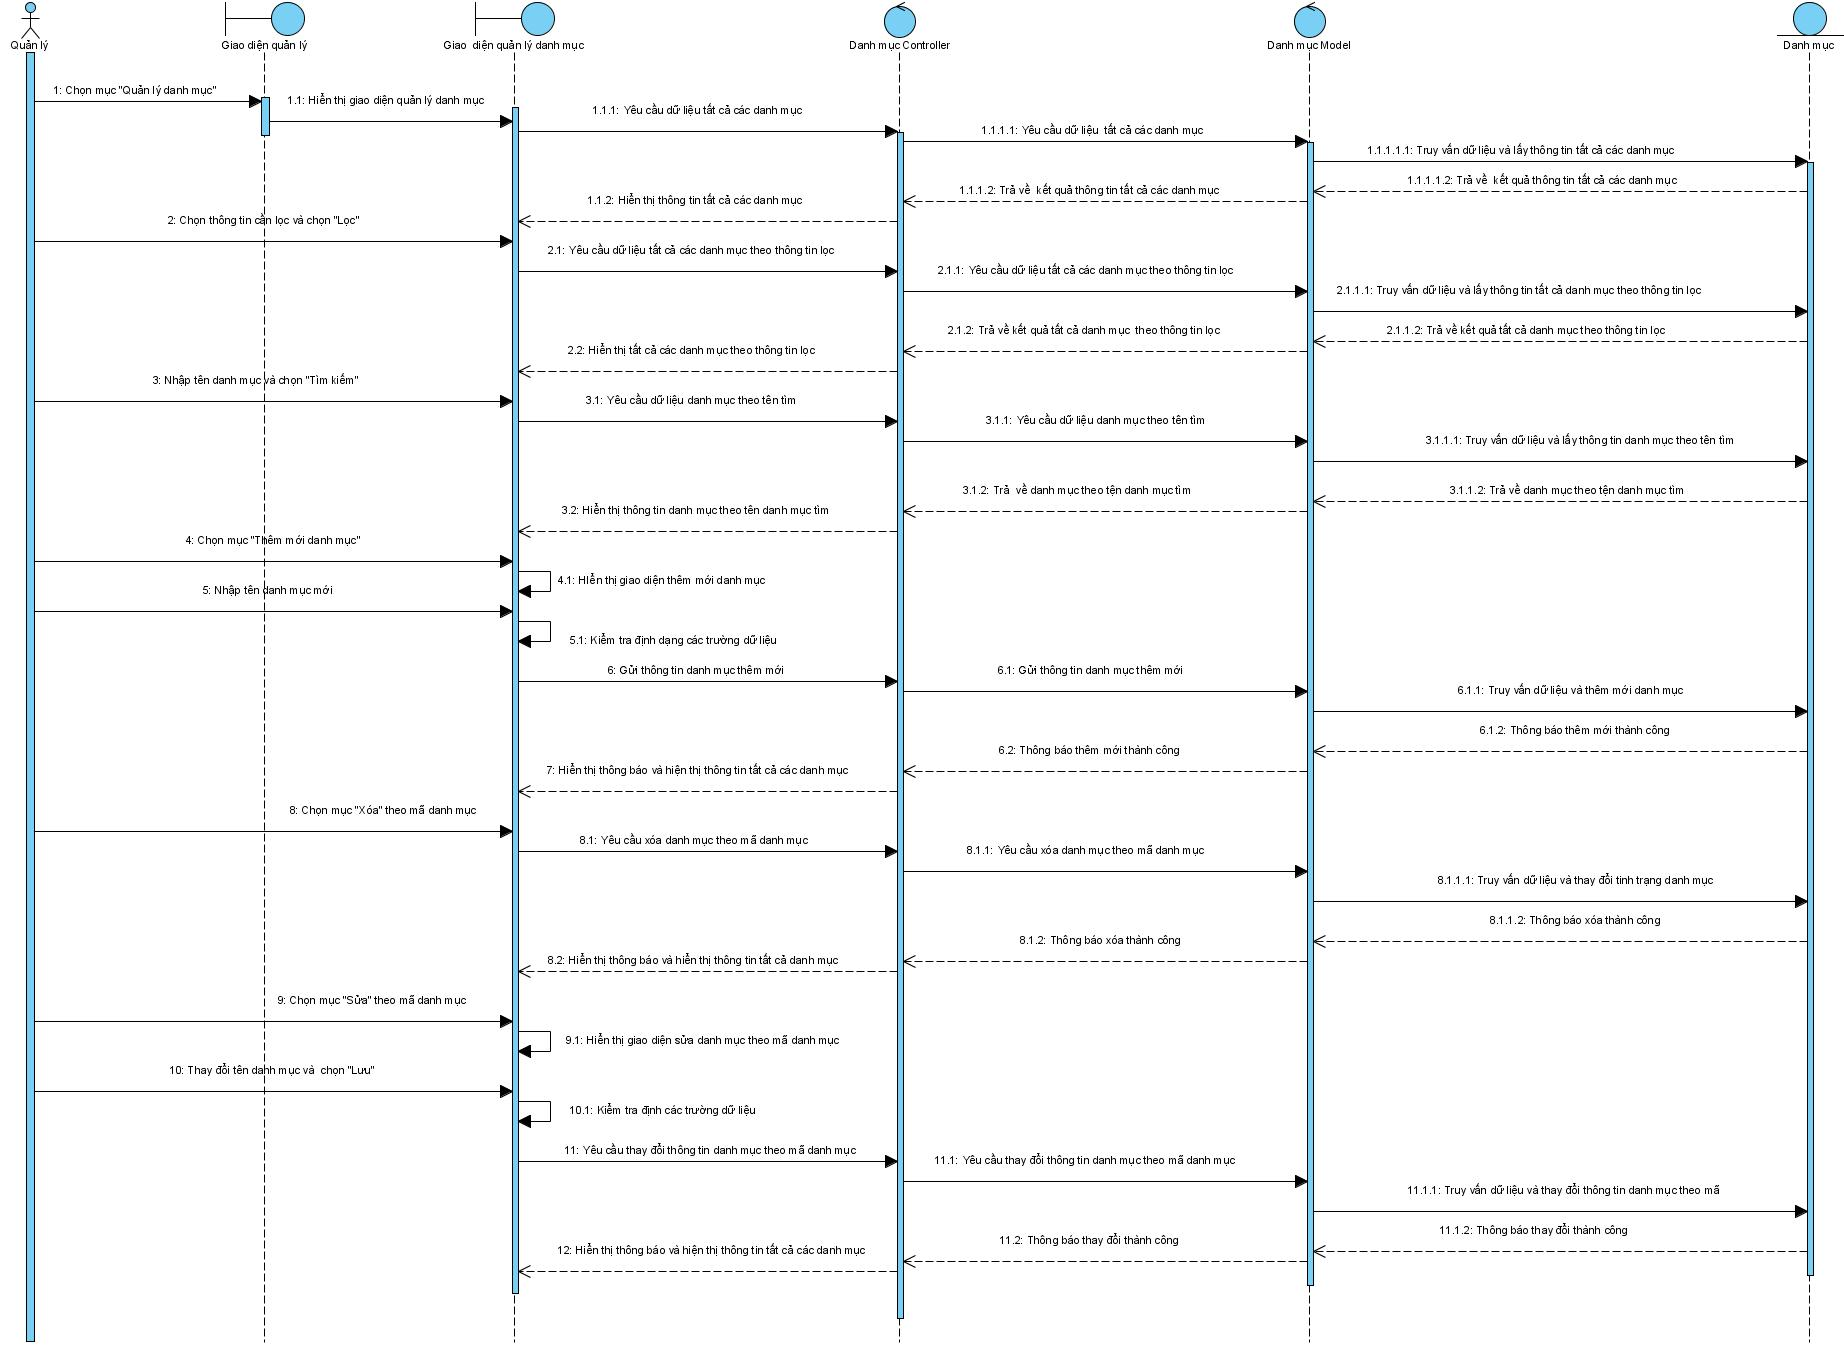 Quản lý
Giao diện quản lý
Giao diện quản lý danh mục
Danh mục Controller
Danh mục Model
Danh mục
1: Chọn mục "Quản lý danh mục"
1.1: Hiển thị giao diện quản lý danh mục
1.1.1: Yêu cầu dữ liệu tất cả các danh mục
1.1.1.1: Yêu cầu dữ liệu tất cả các danh mục
1.1.1.1.1: Truy vấn dữ liệu và lấy thông tin tất cả các danh mục
1.1.1.1.2: Trả về kết quả thông tin tất cả các danh mục
1.1.1.2: Trả về kết quả thông tin tất cả các danh mục
1.1.2: Hiển thị thông tin tất cả các danh mục
2: Chọn thông tin cần lọc và chọn "Lọc"
2.1: Yêu cầu dữ liệu tất cả các danh mục theo thông tin lọc
2.1.1: Yêu cầu dữ liệu tất cả các danh mục theo thông tin lọc
2.1.1.1: Truy vấn dữ liệu và lấy thông tin tất cả danh mục theo thông tin lọc
2.1.1.2: Trả về kết quả tất cả danh mục theo thông tin lọc
2.1.2: Trả về kết quả tất cả danh mục theo thông tin lọc
2.2: Hiển thị tất cả các danh mục theo thông tin lọc
3: Nhập tên danh mục và chọn "Tìm kiếm"
3.1: Yêu cầu dữ liệu danh mục theo tên tìm
3.1.1: Yêu cầu dữ liệu danh mục theo tên tìm
3.1.1.1: Truy vấn dữ liệu và lấy thông tin danh mục theo tên tìm
3.1.1.2: Trả về danh mục theo tện danh mục tìm
3.1.2: Trả về danh mục theo tện danh mục tìm
3.2: Hiển thị thông tin danh mục theo tên danh mục tìm
4: Chọn mục "Thêm mới danh mục"
4.1: HIển thị giao diện thêm mới danh mục
5: Nhập tên danh mục mới
5.1: Kiểm tra định dạng các trường dữ liệu
6: Gửi thông tin danh mục thêm mới
6.1: Gửi thông tin danh mục thêm mới
6.1.1: Truy vấn dữ liệu và thêm mới danh mục
6.1.2: Thông báo thêm mới thành công
6.2: Thông báo thêm mới thành công
7: Hiển thị thông báo và hiện thị thông tin tất cả các danh mục
8: Chọn mục "Xóa" theo mã danh mục
8.1: Yêu cầu xóa danh mục theo mã danh mục
8.1.1: Yêu cầu xóa danh mục theo mã danh mục
8.1.1.1: Truy vấn dữ liệu và thay đổi tình trạng danh mục
8.1.1.2: Thông báo xóa thành công
8.1.2: Thông báo xóa thành công
8.2: Hiển thị thông báo và hiển thị thông tin tất cả danh mục
9: Chọn mục "Sửa" theo mã danh mục
9.1: Hiển thị giao diện sửa danh mục theo mã danh mục
10: Thay đổi tên danh mục và chọn "Lưu"
10.1: Kiểm tra định các trường dữ liệu
11: Yêu cầu thay đổi thông tin danh mục theo mã danh mục
11.1: Yêu cầu thay đổi thông tin danh mục theo mã danh mục
11.1.1: Truy vấn dữ liệu và thay đổi thông tin danh mục theo mã
11.1.2: Thông báo thay đổi thành công
11.2: Thông báo thay đổi thành công
12: Hiển thị thông báo và hiện thị thông tin tất cả các danh mục